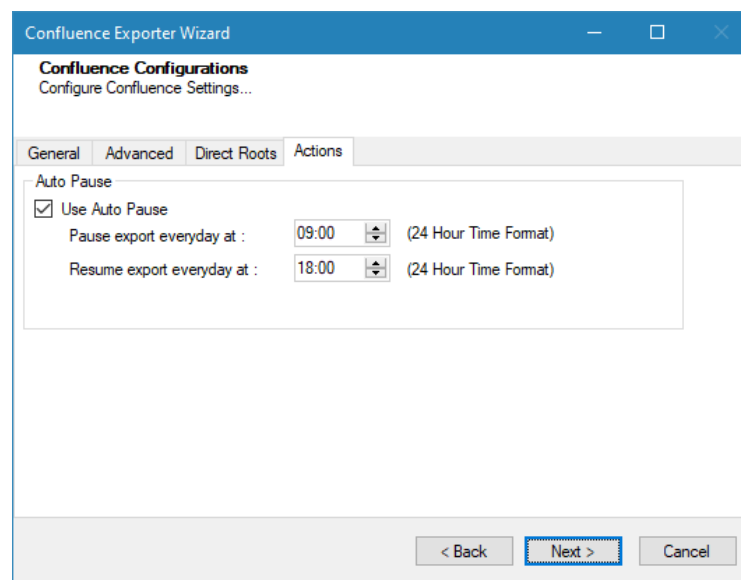 Confluence Exporter Wizard
Confluence Configurations
Configure Confluence Settings...
General Advanced Direct Roots Actions
Auto Pause
Use Auto Pause
Pause export everyday at : 09:00 (24 Hour Time Format)
Resume export everyday at : 18:00 (24 Hour Time Format)
< Back Next > Cancel